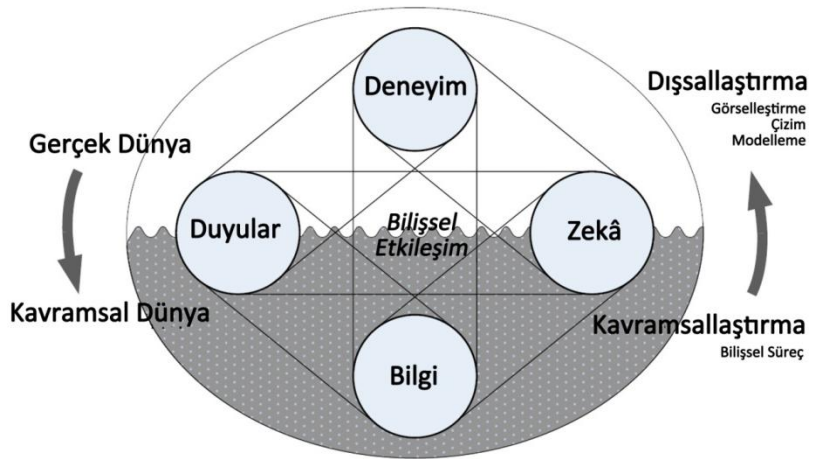 Deneyim
Dışsallaştırma
Görselleştirme
Çizim
Modelleme
Gerçek Dünya
Duyular
Bilişsel
Etkileşim
Zekâ
Kavramsal Dünya
Kavramsallaştırma
Bilişsel Süreç
Bilgi